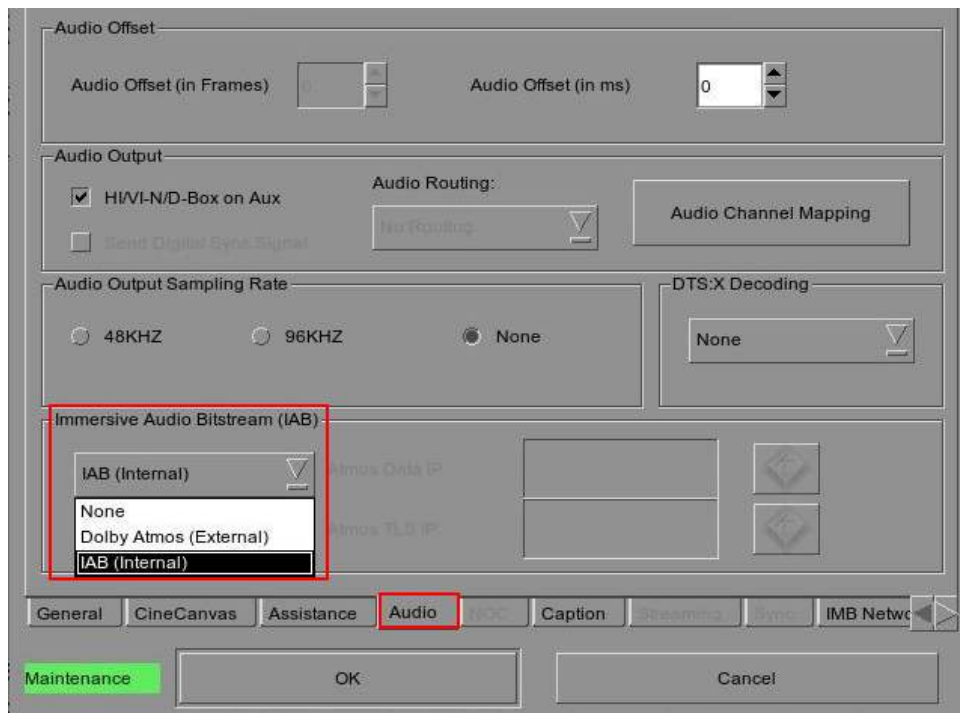 Audio Offset
Audio Offset (in Frames)
0
Audio Offset (in ms)
0
Audio Output
HI/VI-N/D-Box on Aux
Audio Routing:
No Routing
Audio Channel Mapping
Send Digital Sync Signal
Audio Output Sampling Rate
48KHZ
96KHZ
None
DTS:X Decoding
None
Immersive Audio Bitstream (IAB)
IAB (Internal)
Atmos Data IP
None
Dolby Atmos (External)
Atmos TLS IP
IAB (Internal)
General
CineCanvas
Assistance
Audio
NOC
Caption
Streaming
Sync
IMB Netwo
Maintenance
OK
Cancel